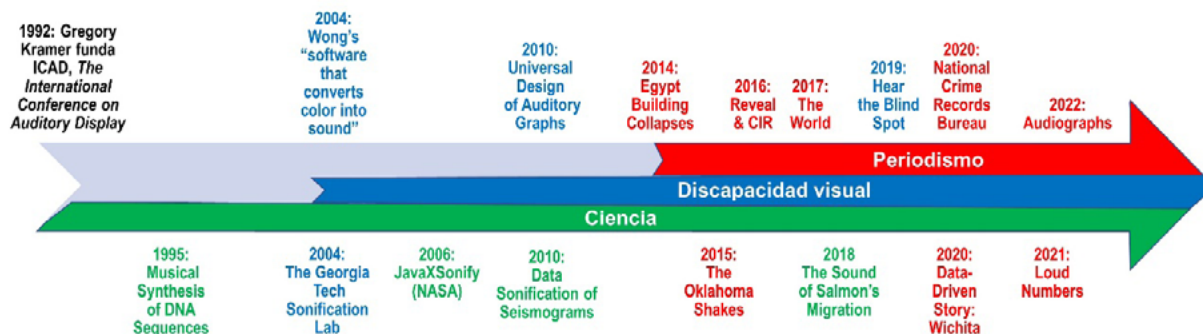 1992: Gregory
Kramer funda
ICAD, The
International
Conference on
Auditory Display
2004:
Wong's
“software
that
converts
color into
sound”
2010:
Universal
Design
of Auditory
Graphs
2014:
Egypt
Building
Collapses
2016:
Reveal
& CIR
2017:
The
World
2019:
Hear
the Blind
Spot
2020:
National
Crime
Records
Bureau
2022:
Audiographs
Periodismo
Discapacidad visual
Ciencia
1995:
Musical
Synthesis
of DNA
Sequences
2004:
The Georgia
Tech
Sonification
Lab
2006:
JavaXSonify
(NASA)
2010:
Data
Sonification of
Seismograms
2015:
The
Oklahoma
Shakes
2018
The Sound
of Salmon's
Migration
2020:
Data-
Driven
Story:
Wichita
2021:
Loud
Numbers